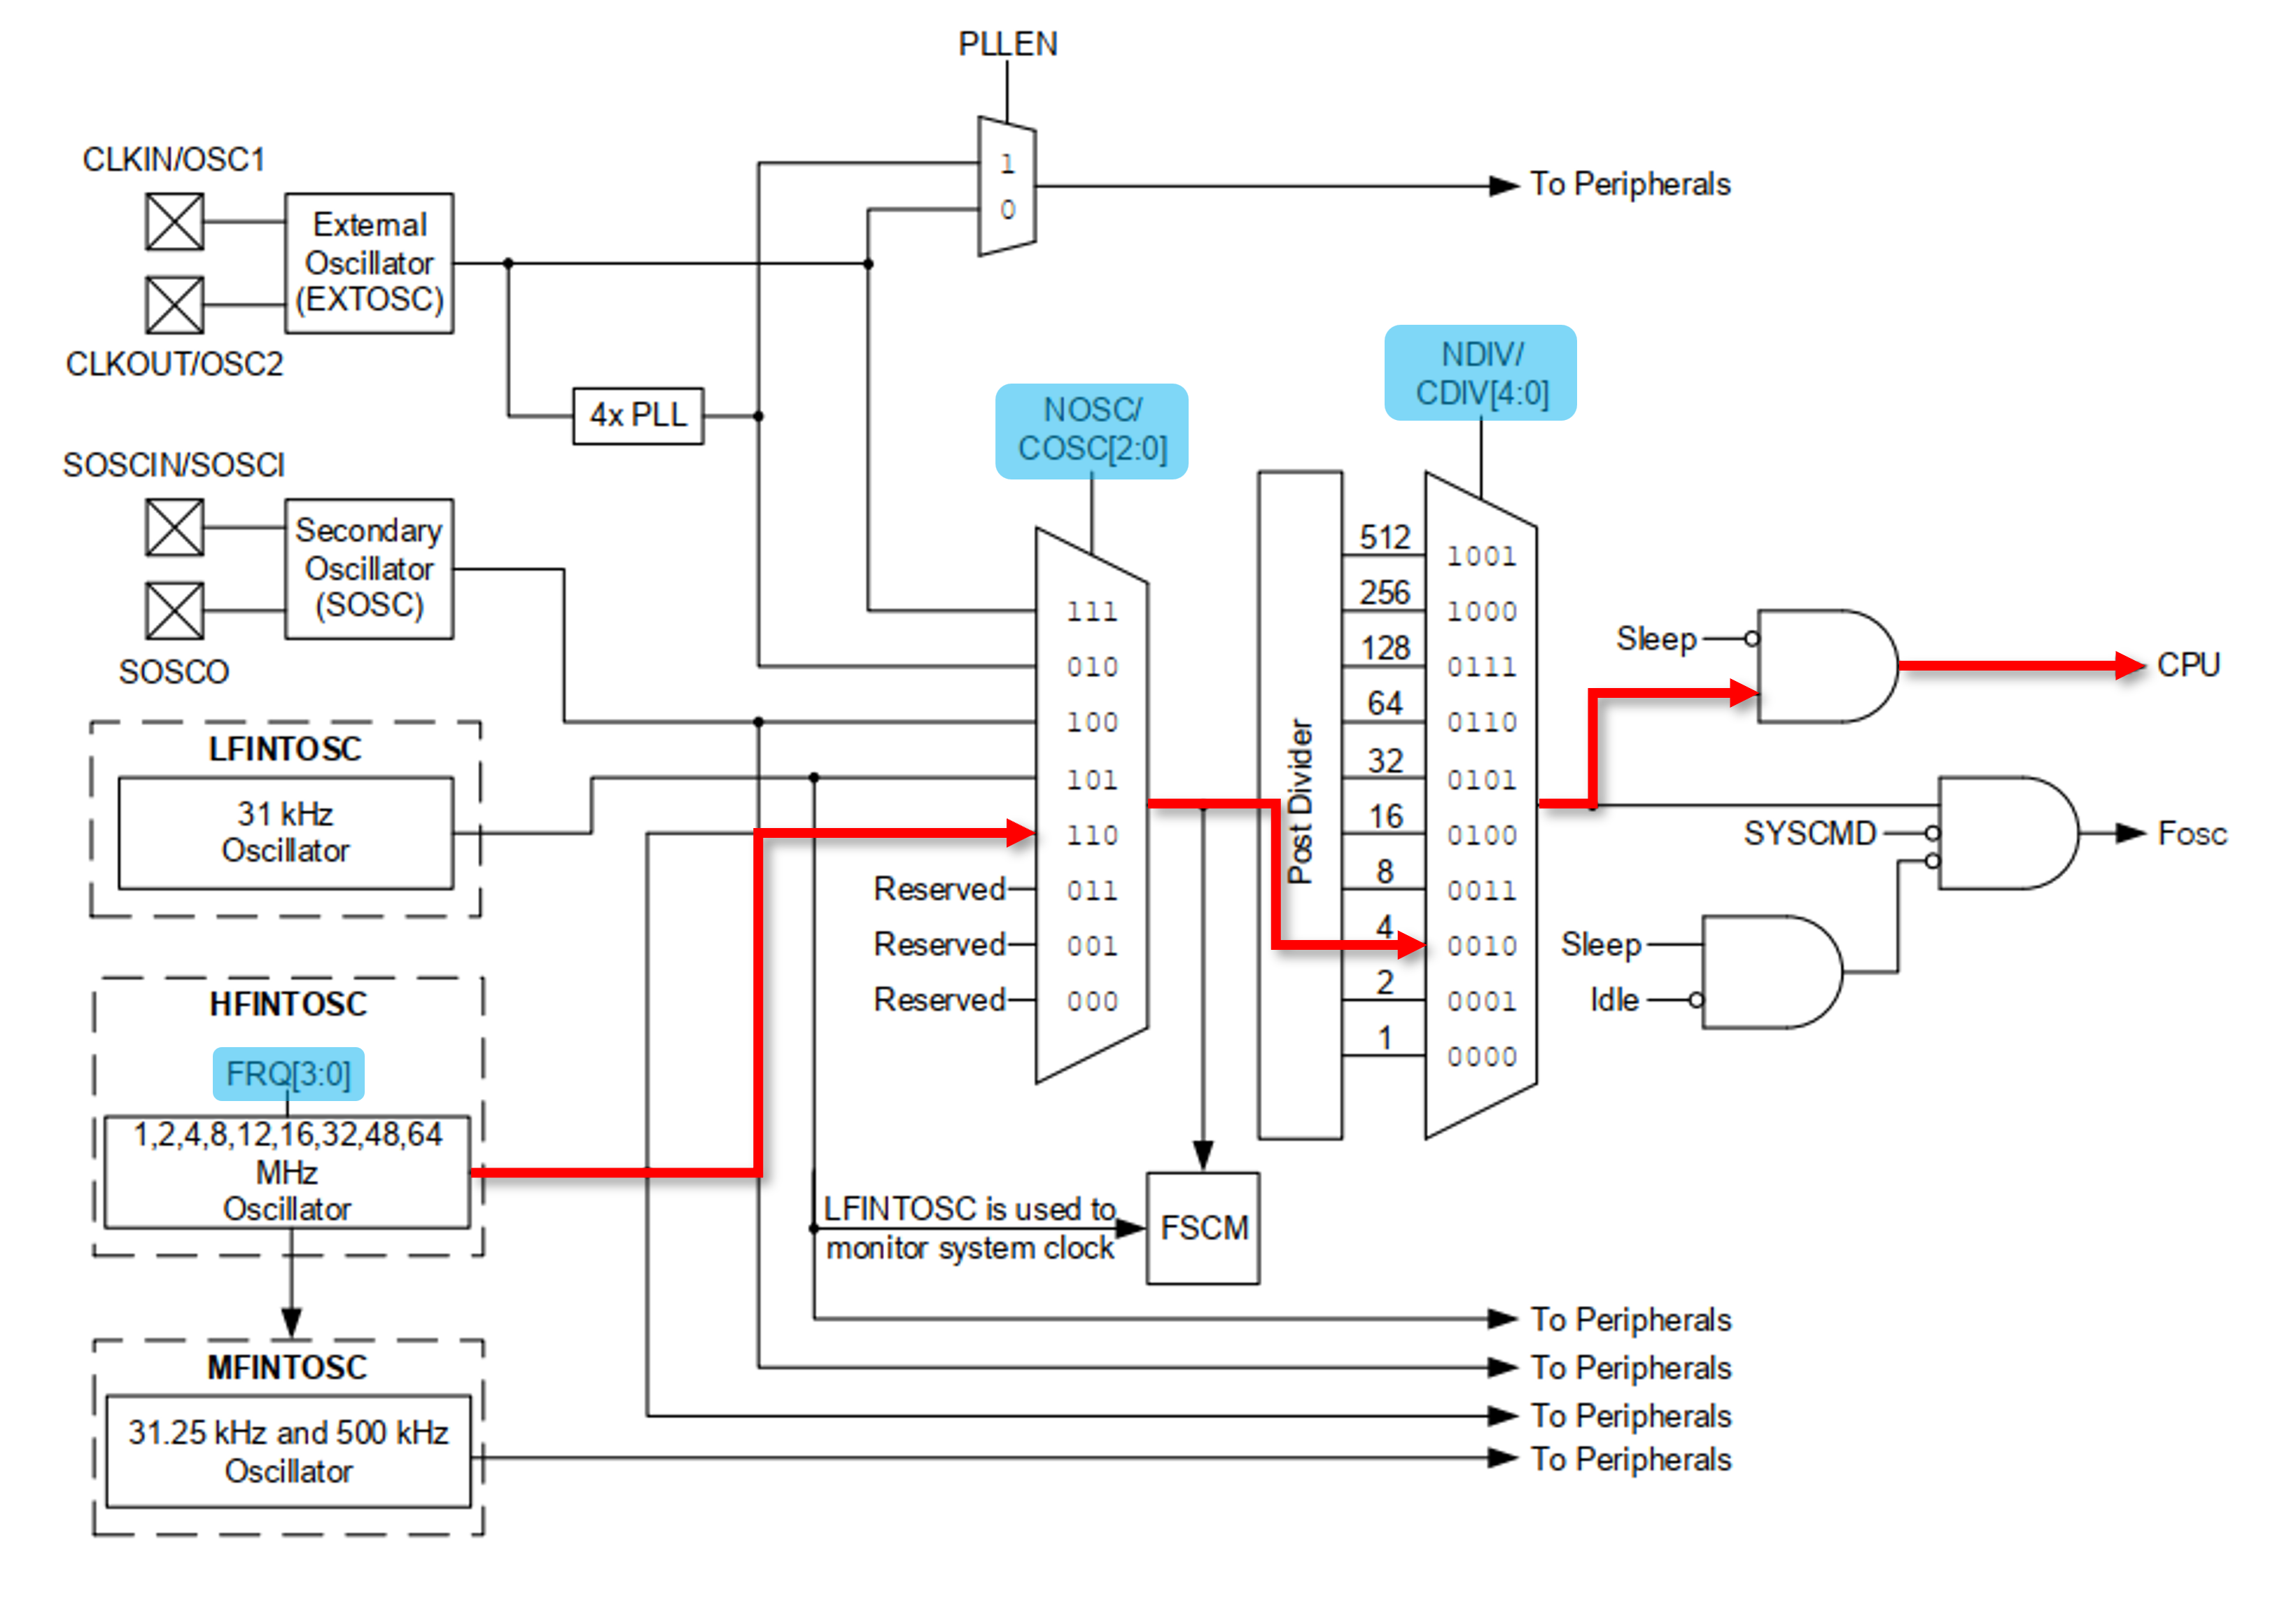 PLLEN
CLKIN/OSC1
1
0
To Peripherals
External
Oscillator
(EXTOSC)
CLKOUT/OSC2
4x PLL
NOSC/
COSC[2:0]
NDIV/
CDIV[4:0]
SOSCIN/SOSCI
Secondary
Oscillator
(SOSC)
SOSCO
LFINTOSC
31 kHz
Oscillator
HFINTOSC
FRQ[3:0]
1,2,4,8,12,16,32,48,64
MHz
Oscillator
MFINTOSC
31.25 kHz and 500 kHz
Oscillator
111
010
100
101
110
Reserved 011
Reserved 001
Reserved 000
Post Divider
512 1001
256 1000
128 0111
64 0110
32 0101
16 0100
8 0011
4 0010
2 0001
1 0000
Sleep
CPU
SYSCMD
Fosc
Sleep
Idle
LFINTOSC is used to
monitor system clock
FSCM
To Peripherals
To Peripherals
To Peripherals
To Peripherals